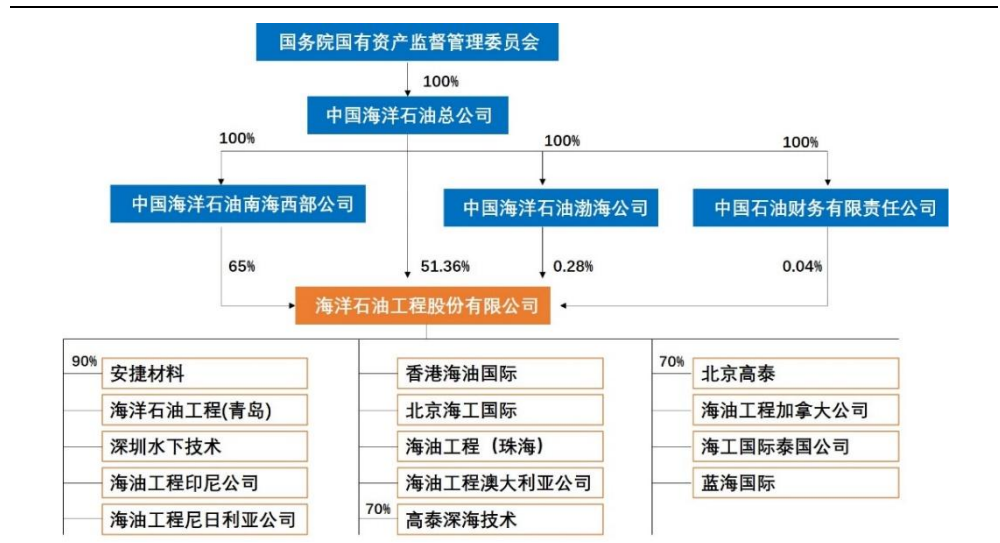 国务院国有资产监督管理委员会
100%
中国海洋石油总公司
100%
100%
100%
中国海洋石油南海西部公司
中国海洋石油渤海公司
中国石油财务有限责任公司
65%
51.36%
0.28%
0.04%
海洋石油工程股份有限公司
90%
安捷材料
海洋石油工程(青岛)
深圳水下技术
海油工程印尼公司
海油工程尼日利亚公司
香港海油国际
北京海工国际
海油工程（珠海）
海油工程澳大利亚公司
70%
高泰深海技术
70%
北京高泰
海油工程加拿大公司
海工国际泰国公司
蓝海国际